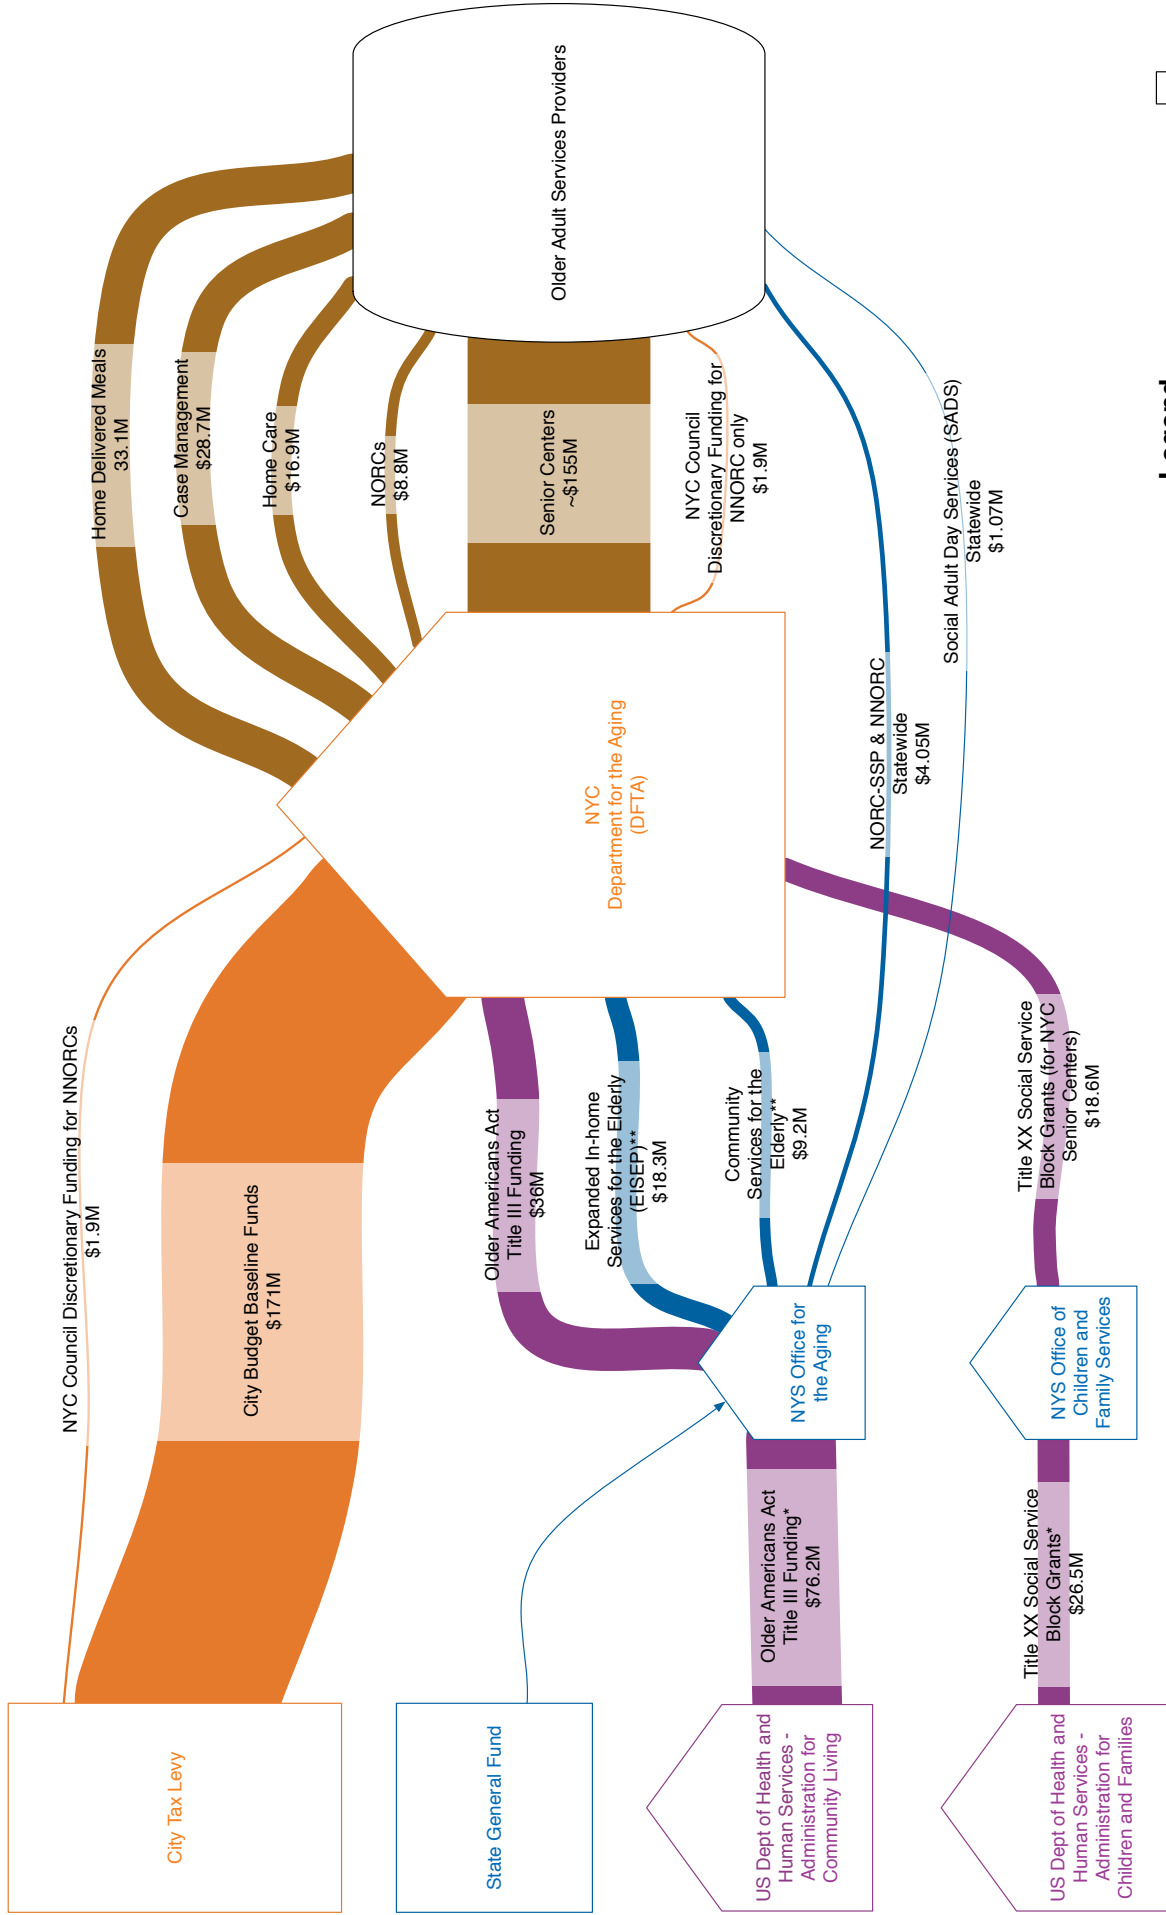 NYC Council Discretionary Funding for NNORCs
$1.9M
City Budget Baseline Funds
$171M
City Tax Levy
State General Fund
US Dept of Health and
Human Services -
Administration for
Community Living
US Dept of Health and
Human Services -
Administration for
Children and Families
Older Americans Act
Title III Funding*
$76.2M
Title XX Social Service
Block Grants*
$26.5M
NYS Office for
the Aging
NYS Office of
Children and
Family Services
Older Americans Act
Title III Funding
$36M
Expanded In-home
Services for the Elderly
(EISEP)**
$18.3M
Community
Services for the
Elderly**
$9.2M
Title XX Social Service
Block Grants (for NYC
Senior Centers)
$18.6M
NYC
Department for the Aging
(DFTA)
NORC-SSP & NNORC
Statewide
$4.05M
Social Adult Day Services (SADS)
Statewide
$1.07M
Home Delivered Meals
33.1M
Case Management
$28.7M
Home Care
$16.9M
NORCs
$8.8M
Senior Centers
~$155M
NYC Council
Discretionary Funding for
NNORC only
$1.9M
Older Adult Services Providers
Legend